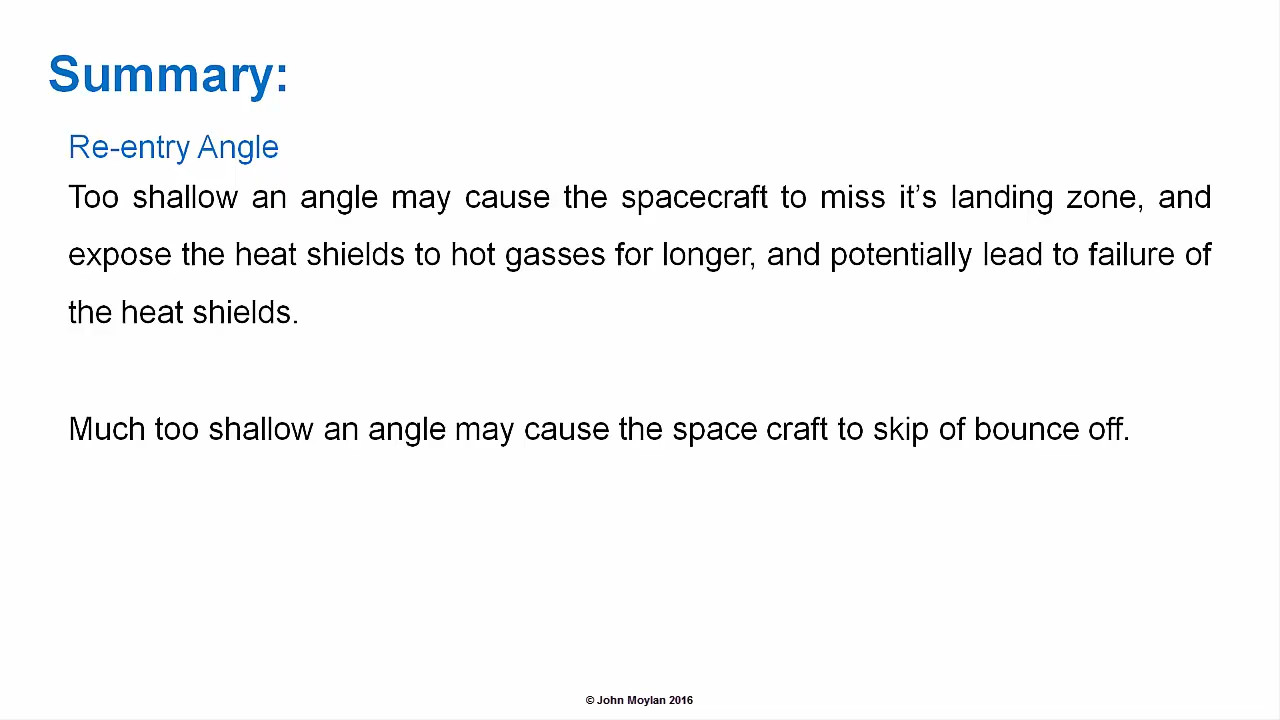 Summary:
Re-entry Angle
Too shallow an angle may cause the spacecraft to miss it’s landing zone, and
expose the heat shields to hot gasses for longer, and potentially lead to failure of
the heat shields.
Much too shallow an angle may cause the space craft to skip of bounce off.
© John Moylan 2016